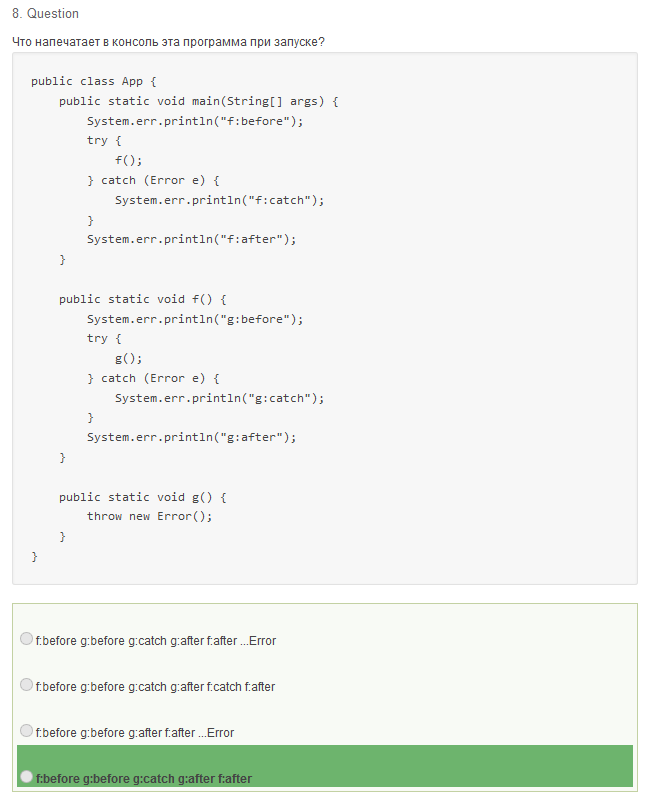 8. Question
Что напечатает в консоль эта программа при запуске?
public class App {
    public static void main(String[] args) {
        System.err.println("f:before");
        try {
            f();
        } catch (Error e) {
            System.err.println("f:catch");
        }
        System.err.println("f:after");
    }

    public static void f() {
        System.err.println("g:before");
        try {
            g();
        } catch (Error e) {
            System.err.println("g:catch");
        }
        System.err.println("g:after");
    }

    public static void g() {
        throw new Error();
    }
}
f:before g:before g:catch g:after f:after ...Error
f:before g:before g:catch g:after f:catch f:after
f:before g:before g:after f:after ...Error
f:before g:before g:catch g:after f:after